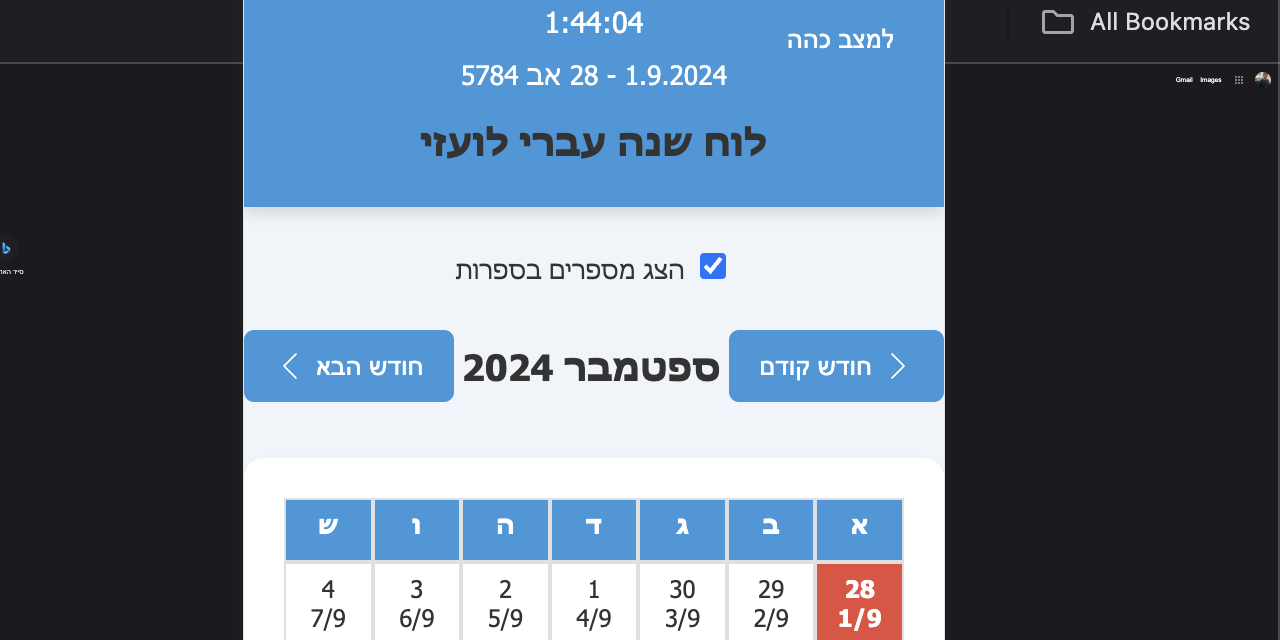 All Bookmarks
Gmail Images
1:44:04
למצב כהה
1.9.2024 - 28 אב 5784
לוח שנה עברי לועזי
הצג מספרים בספרות
חודש קודם ספטמבר 2024 חודש הבא
א ב ג ד ה ו ש
28 29 30 1 2 3 4
1/9 2/9 3/9 4/9 5/9 6/9 7/9